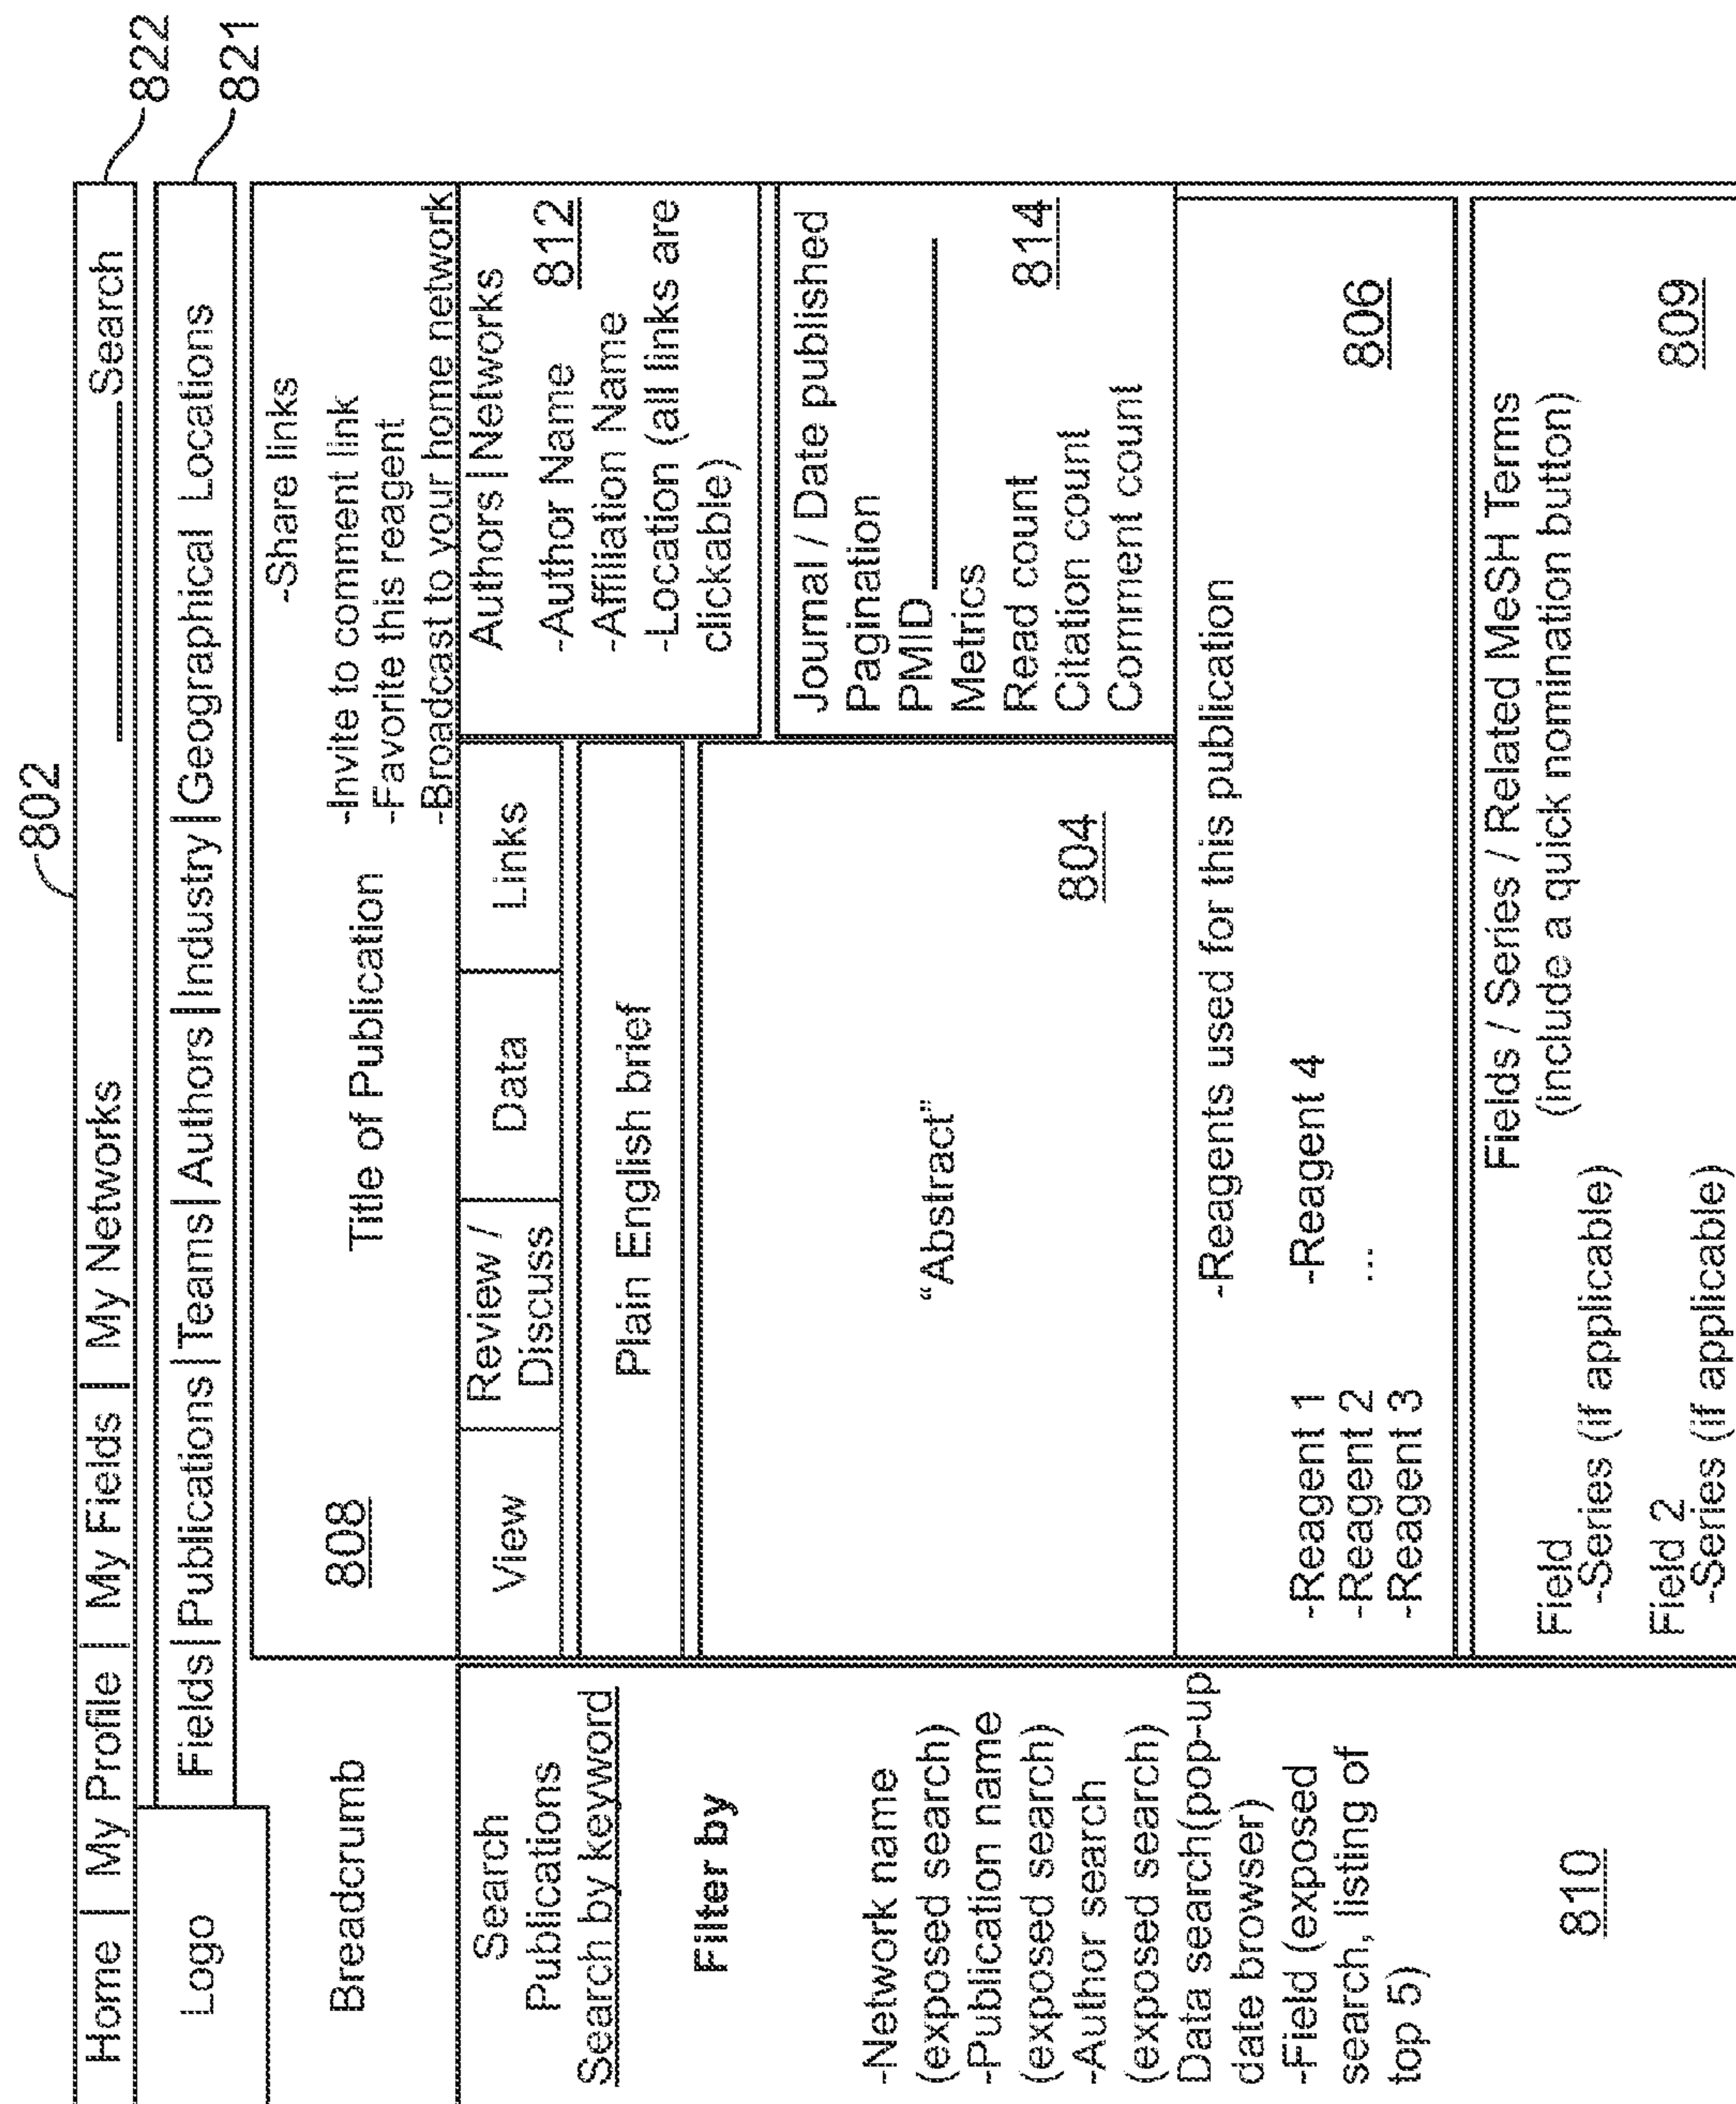 802
Home | My Profile | My Fields | My Networks Search
822
Logo
Fields|Publications|Teams|Authors|Industry|Geographical Locations
821
Breadcrumb
808
Title of Publication
-Share links
-Invite to comment link
-Favorite this reagent
-Broadcast to your home network
Search
Publications
Search by keyword
Filter by
-Network name
(exposed search)
-Publication name
(exposed search)
-Author search
(exposed search)
Data search(pop-up
date browser)
-Field (exposed
search, listing of
top 5)
810
View
Review /
Discuss
Data
Links
Plain English brief
“Abstract”
804
Authors|Networks
-Author Name
812
-Affiliation Name
-Location (all links are
clickable)
Journal / Date published
Pagination
PMID
Metrics
Read count
814
Citation count
Comment count
-Reagents used for this publication
-Reagent 1
-Reagent 2
-Reagent 3
-Reagent 4
...
806
Fields / Series / Related MeSH Terms
(include a quick nomination button)
Field
-Series (if applicable)
Field 2
-Series (if applicable)
809